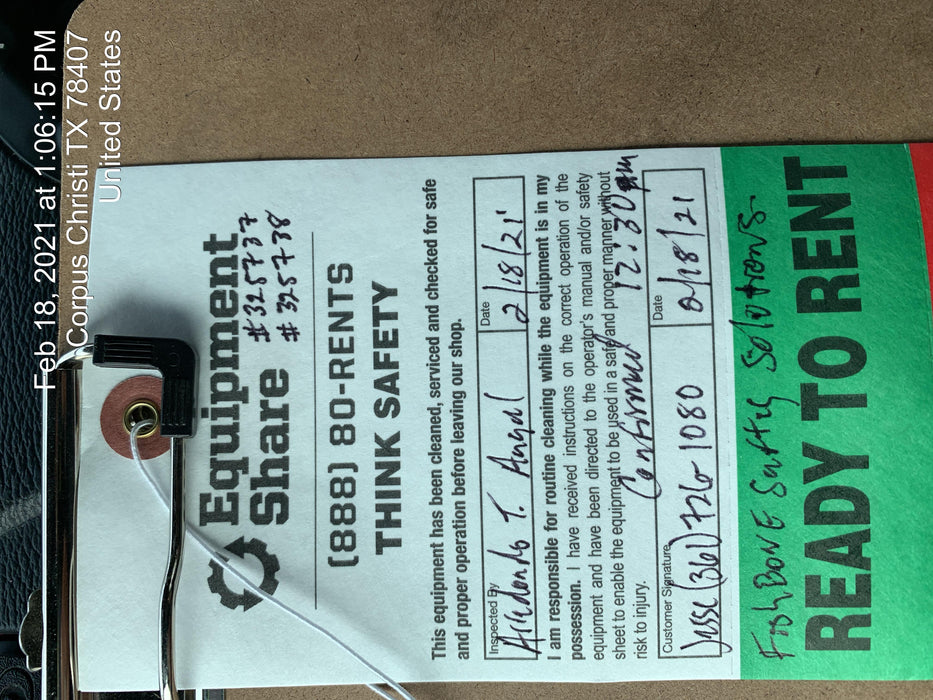 Feb 18, 2021 at 1:06:15 PM
Corpus Christi TX 78407
United States
Equipment
Share
#325737
#325738
(888) 80-RENTS
THINK SAFETY
This equipment has been cleaned, serviced and checked for safe
and proper operation before leaving our shop.
Inspected By
Date
Arredondo T. Angel
2/18/21'
I am responsible for routine cleaning while the equipment is in my
possession. I have received instructions on the correct operation of the
equipment and have been directed to the operator's manual and/or safety
sheet to enable the equipment to be used in a safe and proper manner without
risk to injury.
Confirmed 12:30pm
Customer Signature
Date
Jesse (361) 726-1080
2/18/21
FishBONE Safety Solutions.
READY TO RENT